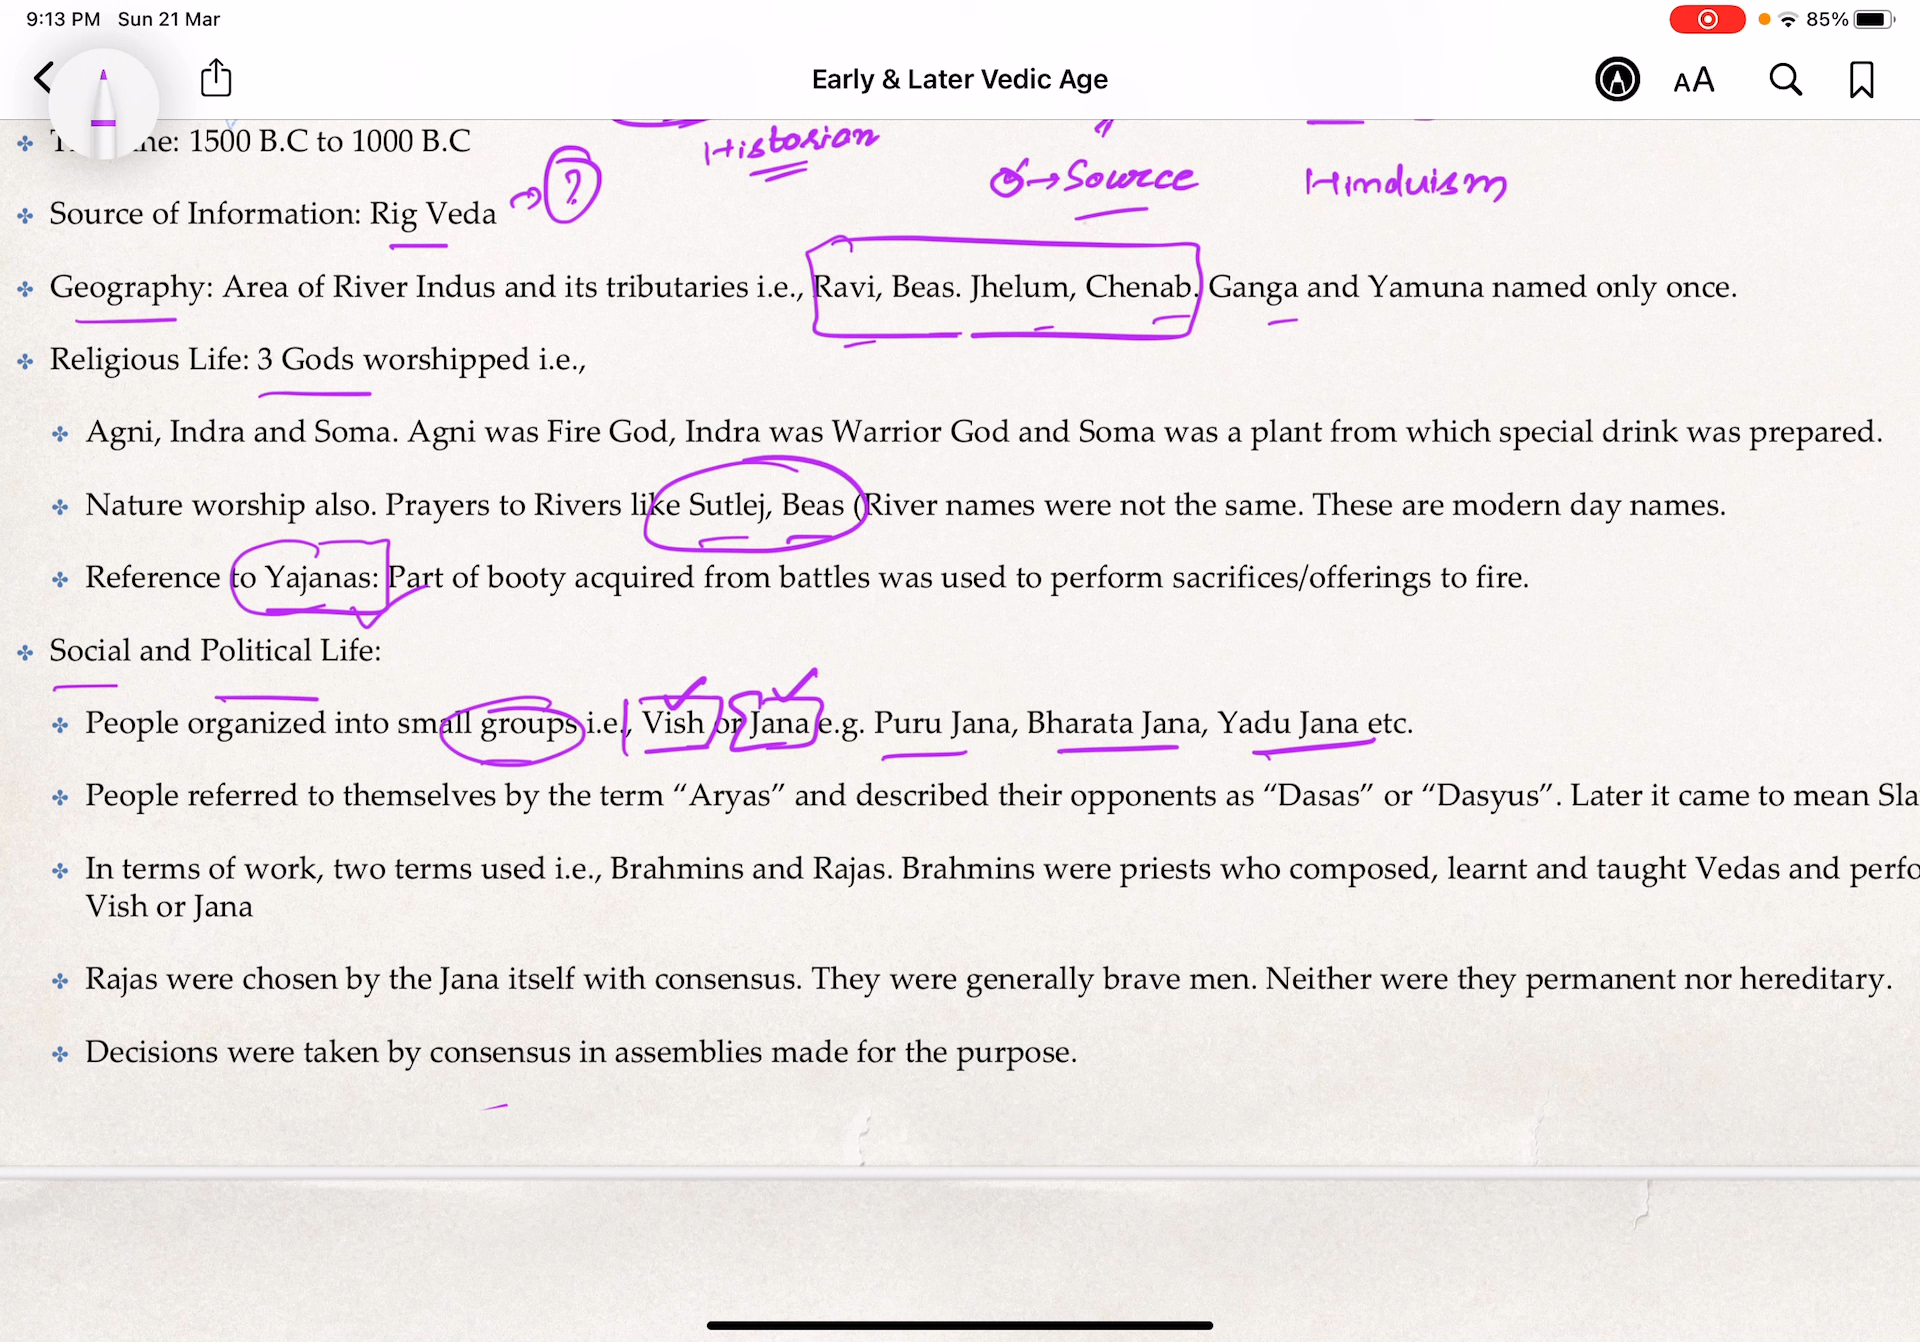 9:13 PM Sun 21 Mar
85%
Early & Later Vedic Age
1500 B.C to 1000 B.C
Historian
?
Source
Hinduism
Source of Information: Rig Veda
Geography: Area of River Indus and its tributaries i.e., Ravi, Beas. Jhelum, Chenab. Ganga and Yamuna named only once.
Religious Life: 3 Gods worshipped i.e.,
Agni, Indra and Soma. Agni was Fire God, Indra was Warrior God and Soma was a plant from which special drink was prepared.
Nature worship also. Prayers to Rivers like Sutlej, Beas (River names were not the same. These are modern day names.
Reference to Yajanas: Part of booty acquired from battles was used to perform sacrifices/offerings to fire.
Social and Political Life:
People organized into small groups i.e., Vish or Jana e.g. Puru Jana, Bharata Jana, Yadu Jana etc.
People referred to themselves by the term “Aryas” and described their opponents as “Dasas” or “Dasyus”. Later it came to mean Sla
In terms of work, two terms used i.e., Brahmins and Rajas. Brahmins were priests who composed, learnt and taught Vedas and perfo
Vish or Jana
Rajas were chosen by the Jana itself with consensus. They were generally brave men. Neither were they permanent nor hereditary.
Decisions were taken by consensus in assemblies made for the purpose.